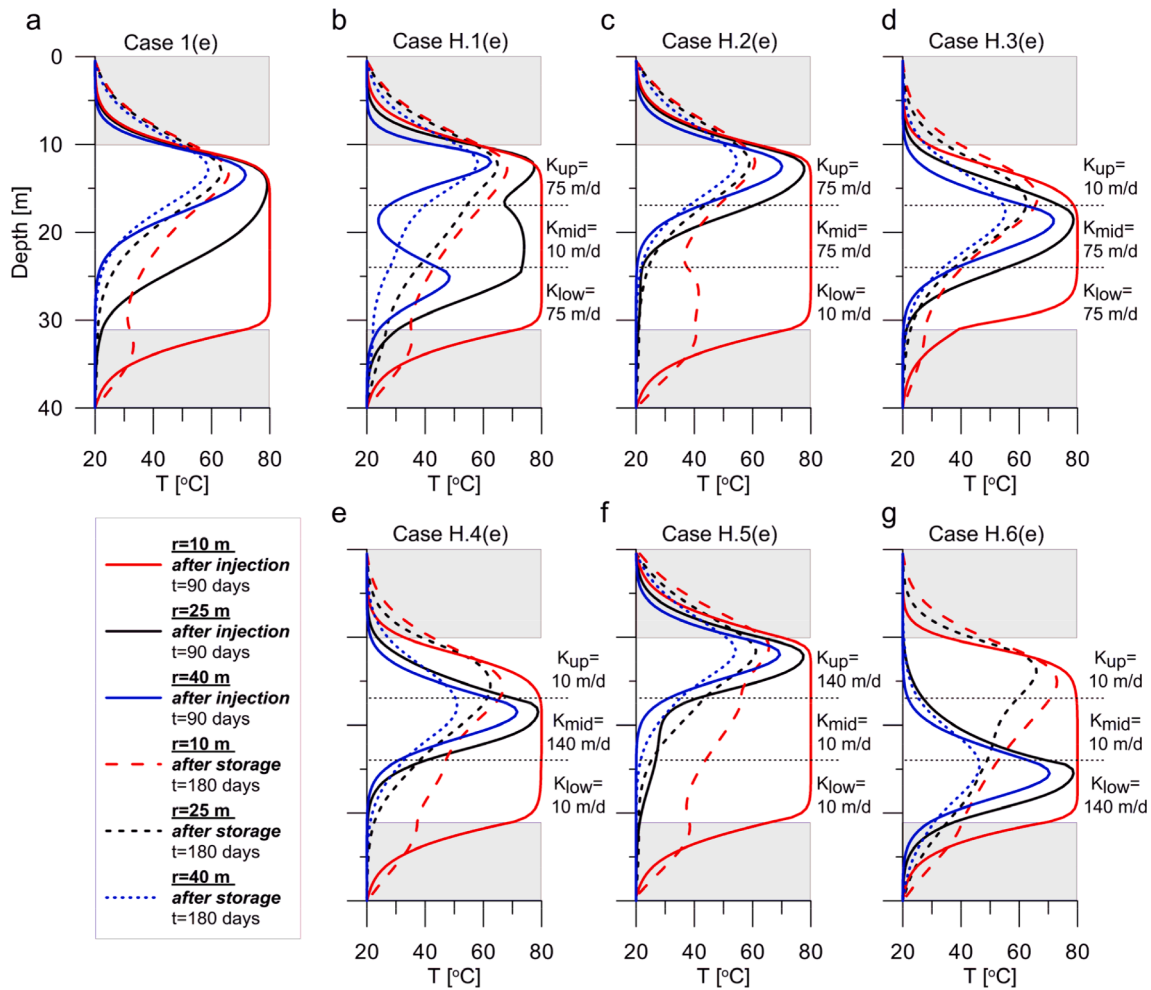 a
b
c
d
Case 1(e)
Case H.1(e)
Case H.2(e)
Case H.3(e)
0
10
20
30
40
Depth [m]
Kup=
75 m/d
Kmid=
10 m/d
Klow=
75 m/d
Kup=
75 m/d
Kmid=
75 m/d
Klow=
10 m/d
Kup=
10 m/d
Kmid=
75 m/d
Klow=
75 m/d
20 40 60 80
20 40 60 80
20 40 60 80
20 40 60 80
T [°C]
T [°C]
T [°C]
T [°C]
r=10 m
after injection
t=90 days
r=25 m
after injection
t=90 days
r=40 m
after injection
t=90 days
r=10 m
after storage
t=180 days
r=25 m
after storage
t=180 days
r=40 m
after storage
t=180 days
e
f
g
Case H.4(e)
Case H.5(e)
Case H.6(e)
Kup=
10 m/d
Kmid=
140 m/d
Klow=
10 m/d
Kup=
140 m/d
Kmid=
10 m/d
Klow=
10 m/d
Kup=
10 m/d
Kmid=
10 m/d
Klow=
140 m/d
20 40 60 80
20 40 60 80
20 40 60 80
T [°C]
T [°C]
T [°C]